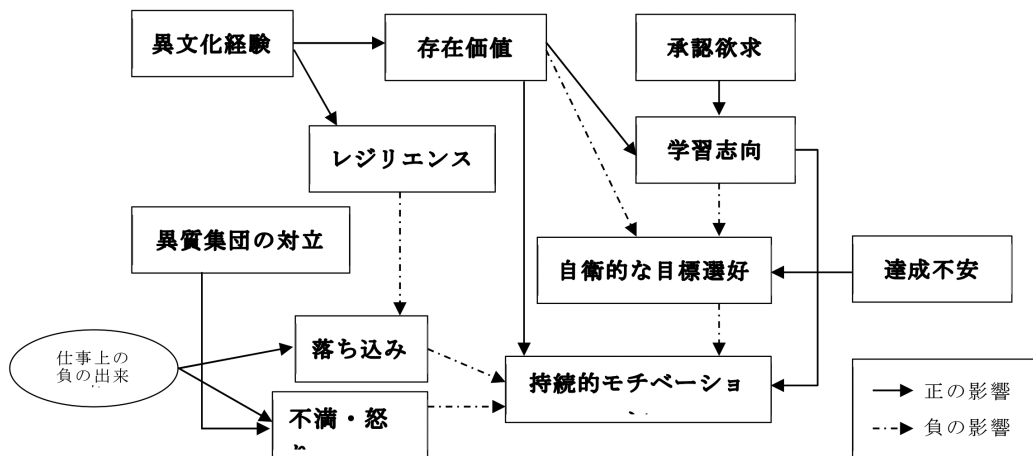 異文化経験
存在価値
承認欲求
レジリエンス
学習志向
異質集団の対立
自衛的な目標選好
達成不安
仕事上の
負の出来
落ち込み
持続的モチベーショ
不満・怒
正の影響
負の影響